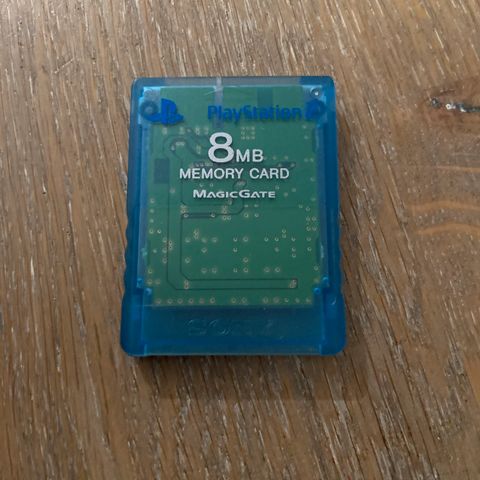 PlayStation 2
8MB
MEMORY CARD
MAGICGATE
SONY